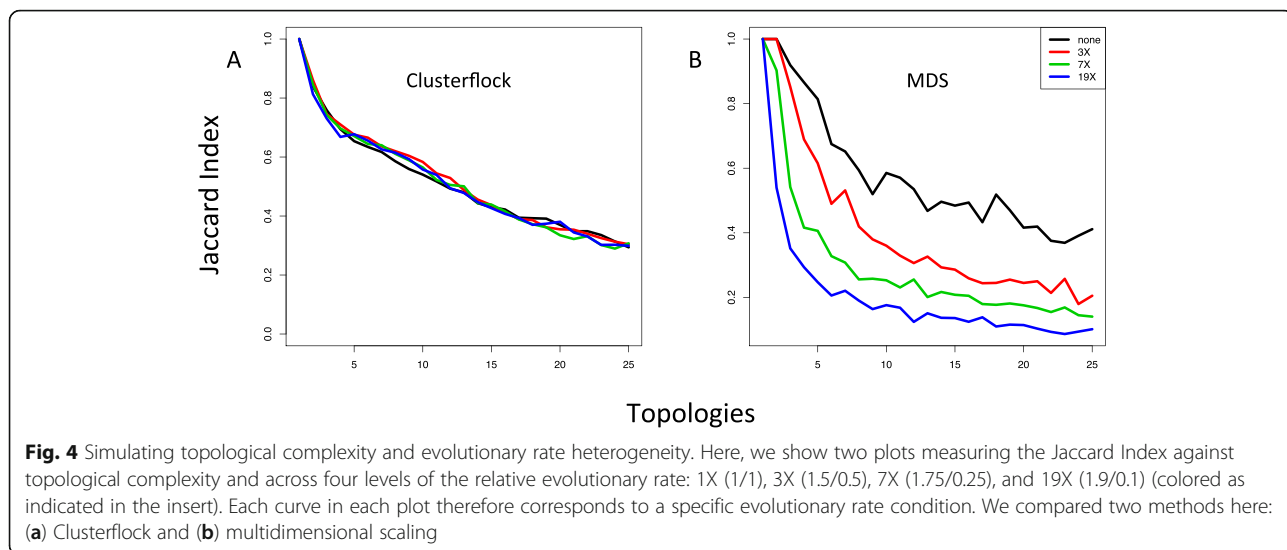 A
Clusterflock
Jaccard Index
1.0
0.8
0.6
0.4
0.2
0.0
5
10
15
20
25
B
MDS
none
3X
7X
19X
1.0
0.8
0.6
0.4
0.2
5
10
15
20
25
Topologies
Fig. 4 Simulating topological complexity and evolutionary rate heterogeneity. Here, we show two plots measuring the Jaccard Index against
topological complexity and across four levels of the relative evolutionary rate: 1X (1/1), 3X (1.5/0.5), 7X (1.75/0.25), and 19X (1.9/0.1) (colored as
indicated in the insert). Each curve in each plot therefore corresponds to a specific evolutionary rate condition. We compared two methods here:
(a) Clusterflock and (b) multidimensional scaling